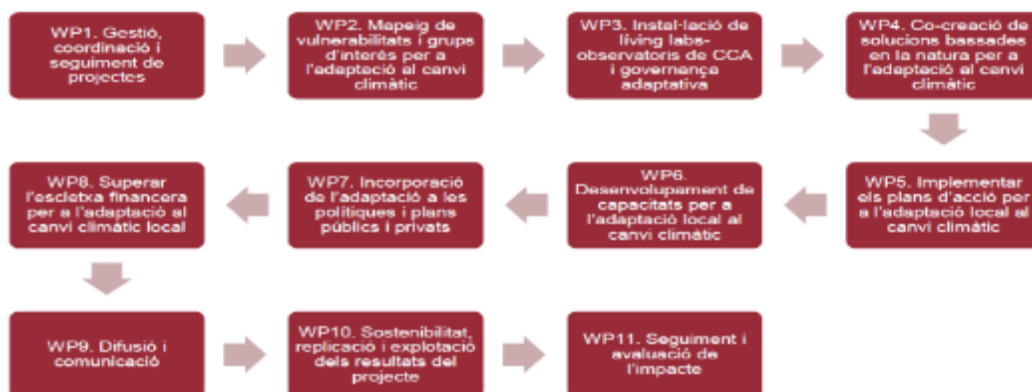 WP1. Gestió,
coordinació i
seguiment de
projectes
WP2. Mapeig de
vulnerabilitats i grups
d'interès per a
l'adaptació al canvi
climàtic
WP3. Instal·lació de
living labs-
observatoris de CCA
i governança
adaptativa
WP4. Co-creació de
solucions bassades
en la natura per a
l'adaptació al canvi
climàtic
WP5. Implementar
els plans d'acció per
a l'adaptació local al
canvi climàtic
WP6.
Desenvolupament de
capacitats per a
l'adaptació local al
canvi climàtic
WP7. Incorporació
de l'adaptació a les
polítiques i plans
públics i privats
WP8. Superar
l'escletxa financera
per a l'adaptació al
canvi climàtic local
WP9. Difusió i
comunicació
WP10. Sostenibilitat,
replicació i explotació
dels resultats del
projecte
WP11. Seguiment i
avaluació de
l'impacte